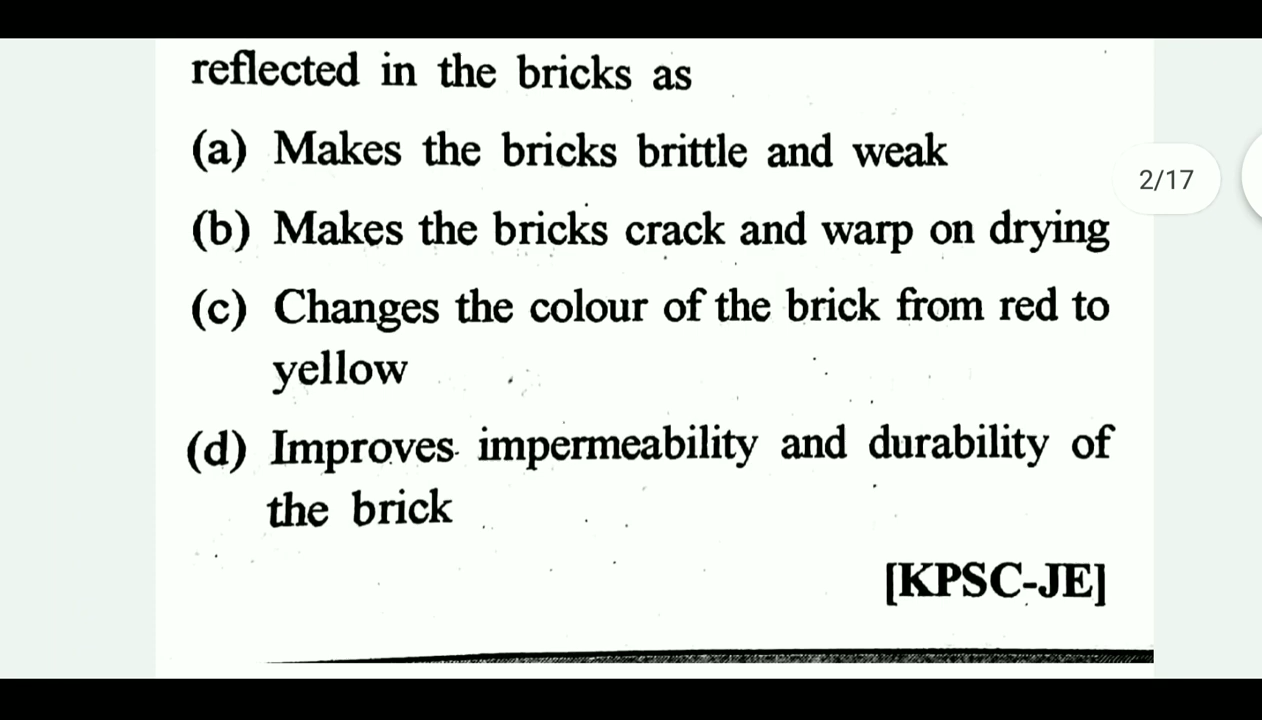 reflected in the bricks as
(a) Makes the bricks brittle and weak
2/17
(b) Makes the bricks crack and warp on drying
(c) Changes the colour of the brick from red to
yellow
(d) Improves impermeability and durability of
the brick
[KPSC-JE]